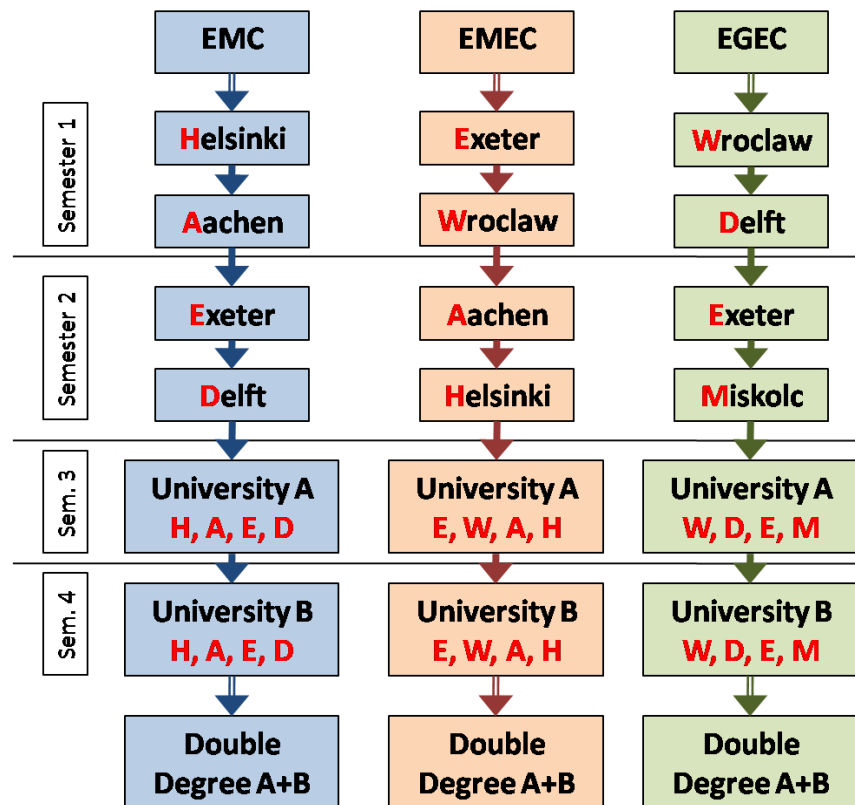 EMC
EMEC
EGEC
Semester 1
Helsinki
Exeter
Wroclaw
Aachen
Wroclaw
Delft
Semester 2
Exeter
Aachen
Exeter
Delft
Helsinki
Miskolc
Sem. 3
University A
H, A, E, D
University A
E, W, A, H
University A
W, D, E, M
Sem. 4
University B
H, A, E, D
University B
E, W, A, H
University B
W, D, E, M
Double
Degree A+B
Double
Degree A+B
Double
Degree A+B